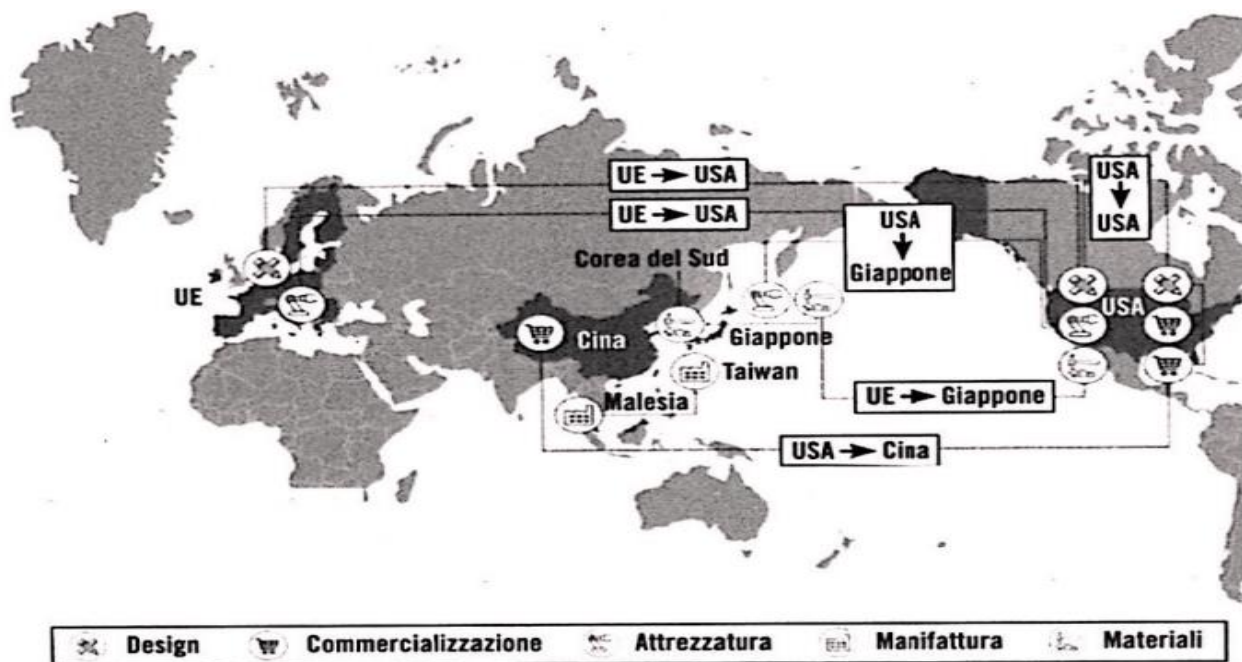 UE → USA
UE → USA
USA
↓
USA
USA
↓
Giappone
Corea del Sud
UE
USA
Cina
Giappone
Taiwan
Malesia
UE → Giappone
USA → Cina
Design Commercializzazione Attrezzatura Manifattura Materiali